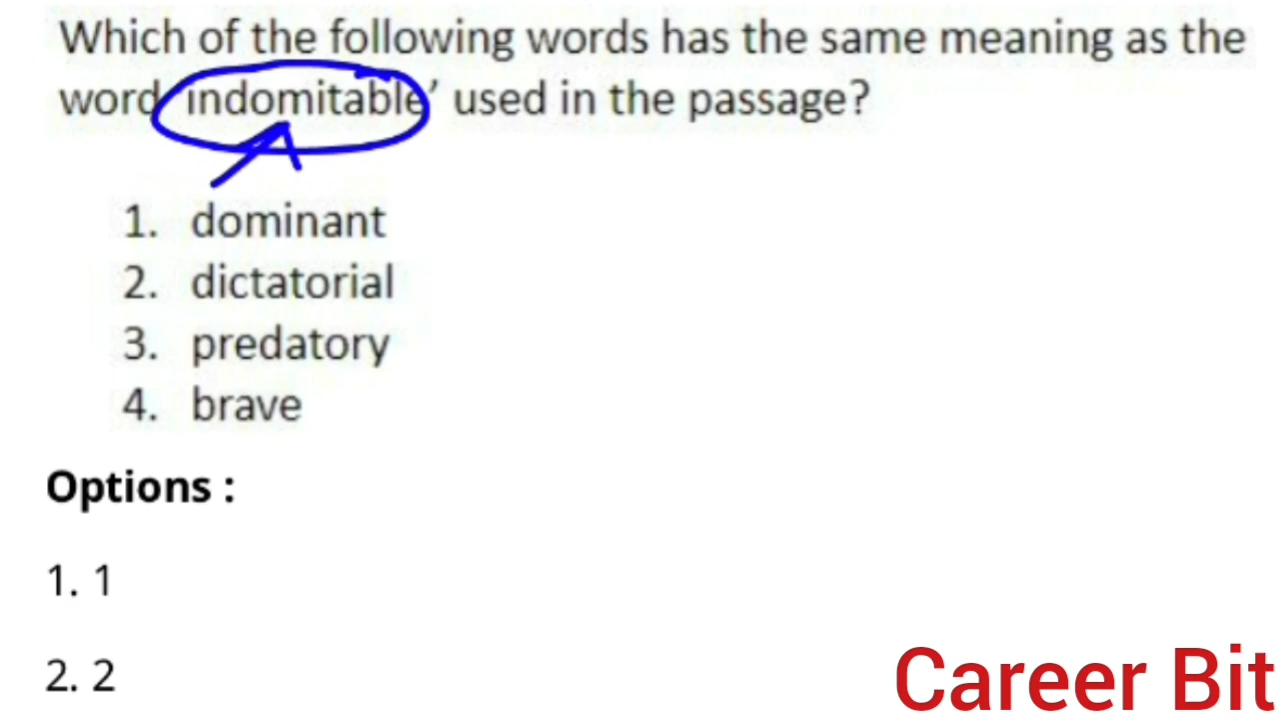 Which of the following words has the same meaning as the
word 'indomitable' used in the passage?
1. dominant
2. dictatorial
3. predatory
4. brave
Options :
1. 1
2. 2
Career Bit